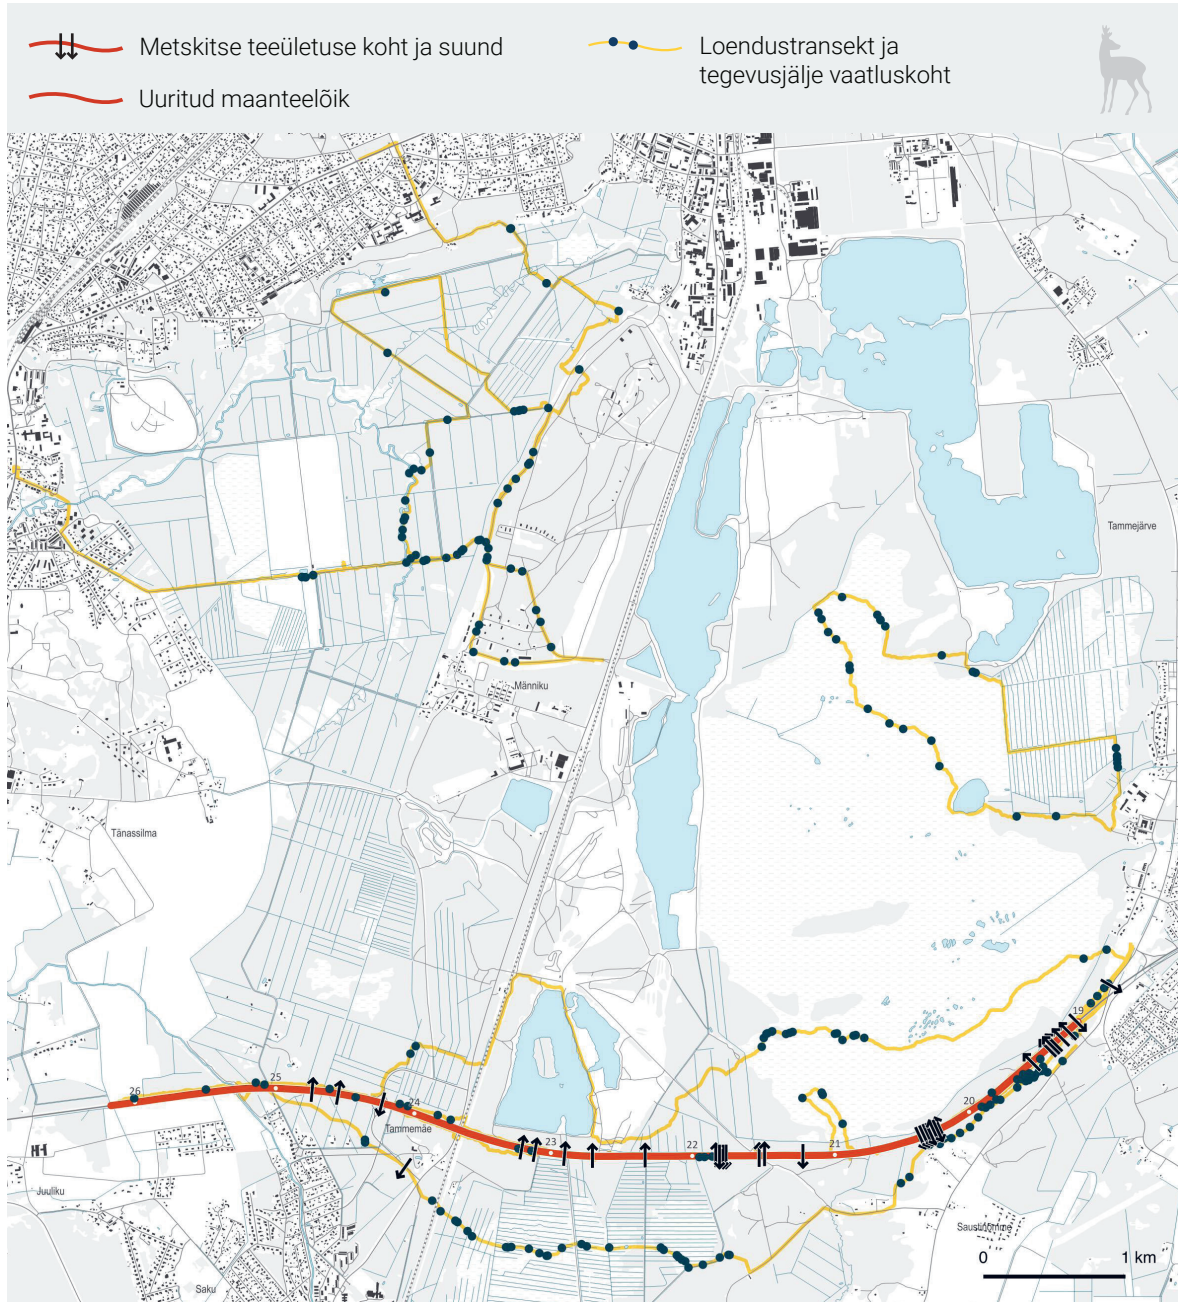 Metskitse teeületuse koht ja suund
Uuritud maanteelõik
Loendustransekt ja
tegevusjälje vaatluskoht
Tammejärve
Männiku
Tänassilma
19
26
25
24
Tammemäe
23
22
21
20
Juuliku
Saku
Saustinõmme
0 1 km